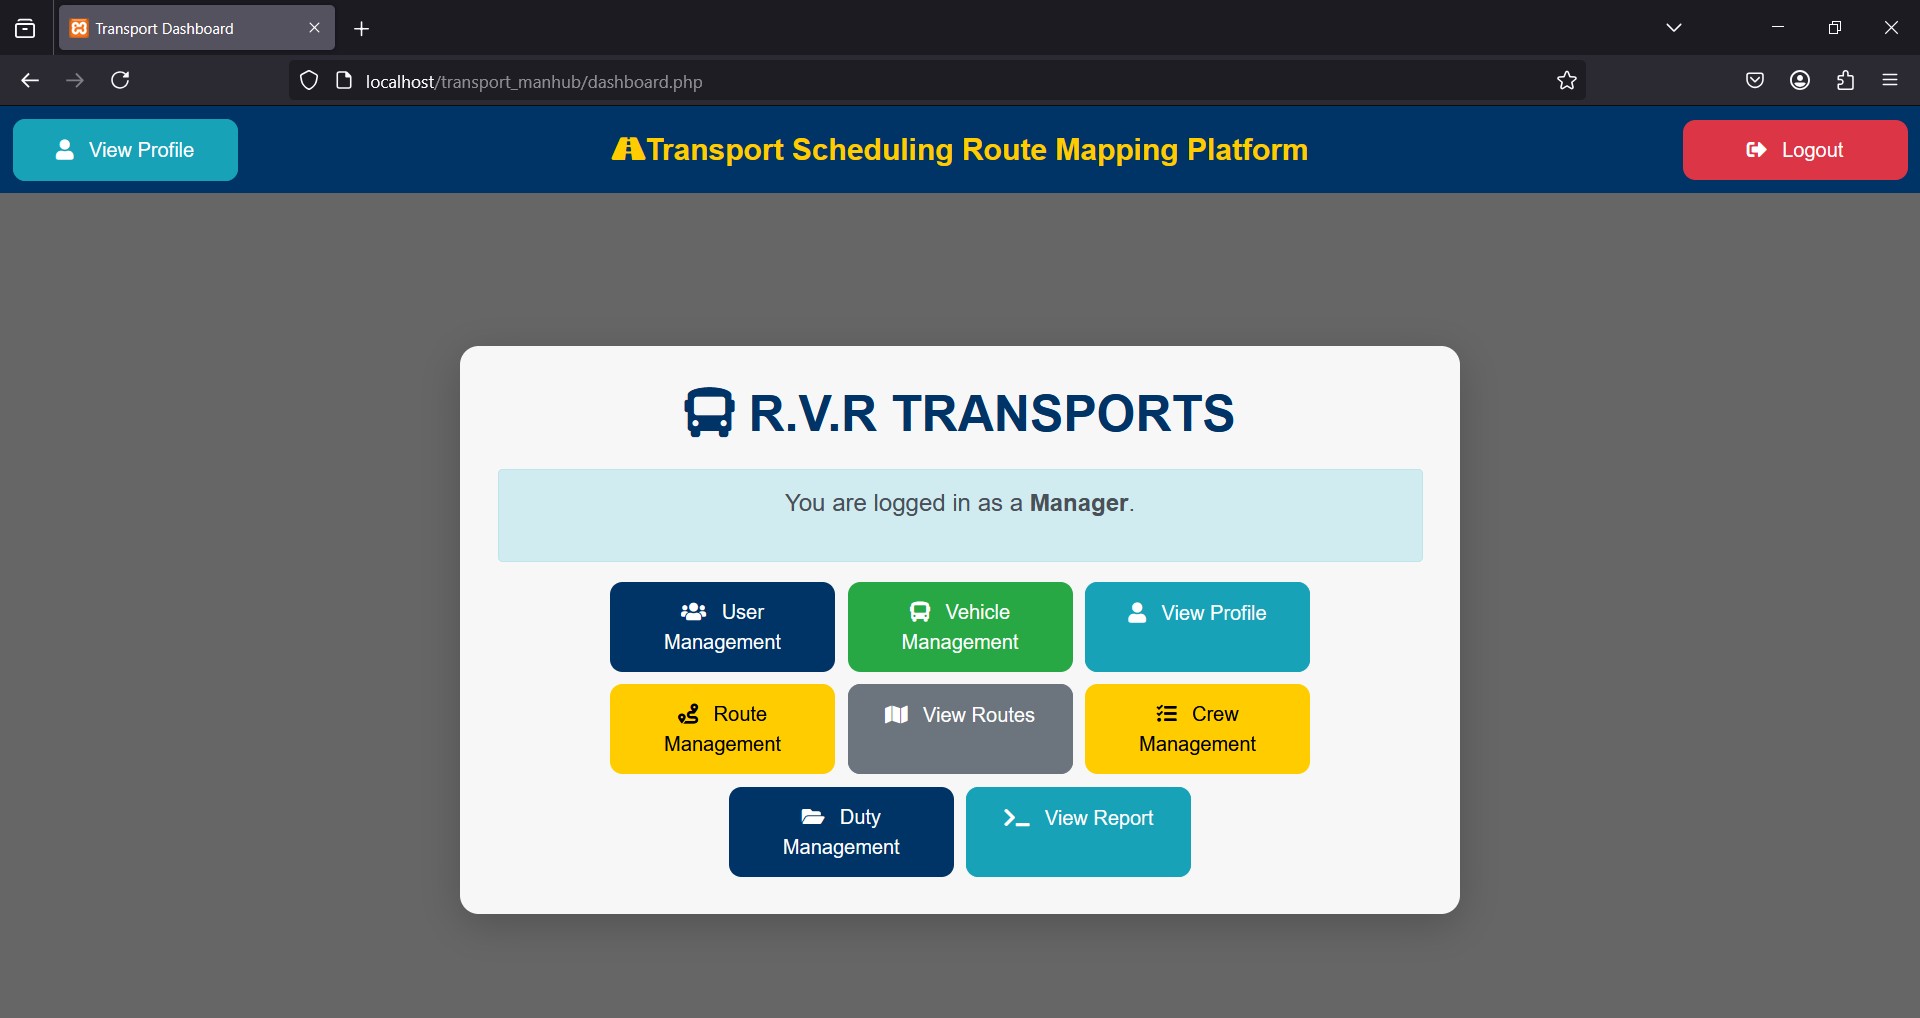 Transport Dashboard
localhost/transport_manhub/dashboard.php
View Profile
Transport Scheduling Route Mapping Platform
Logout
R.V.R TRANSPORTS
You are logged in as a Manager.
User
Management
Vehicle
Management
View Profile
Route
Management
View Routes
Crew
Management
Duty
Management
View Report